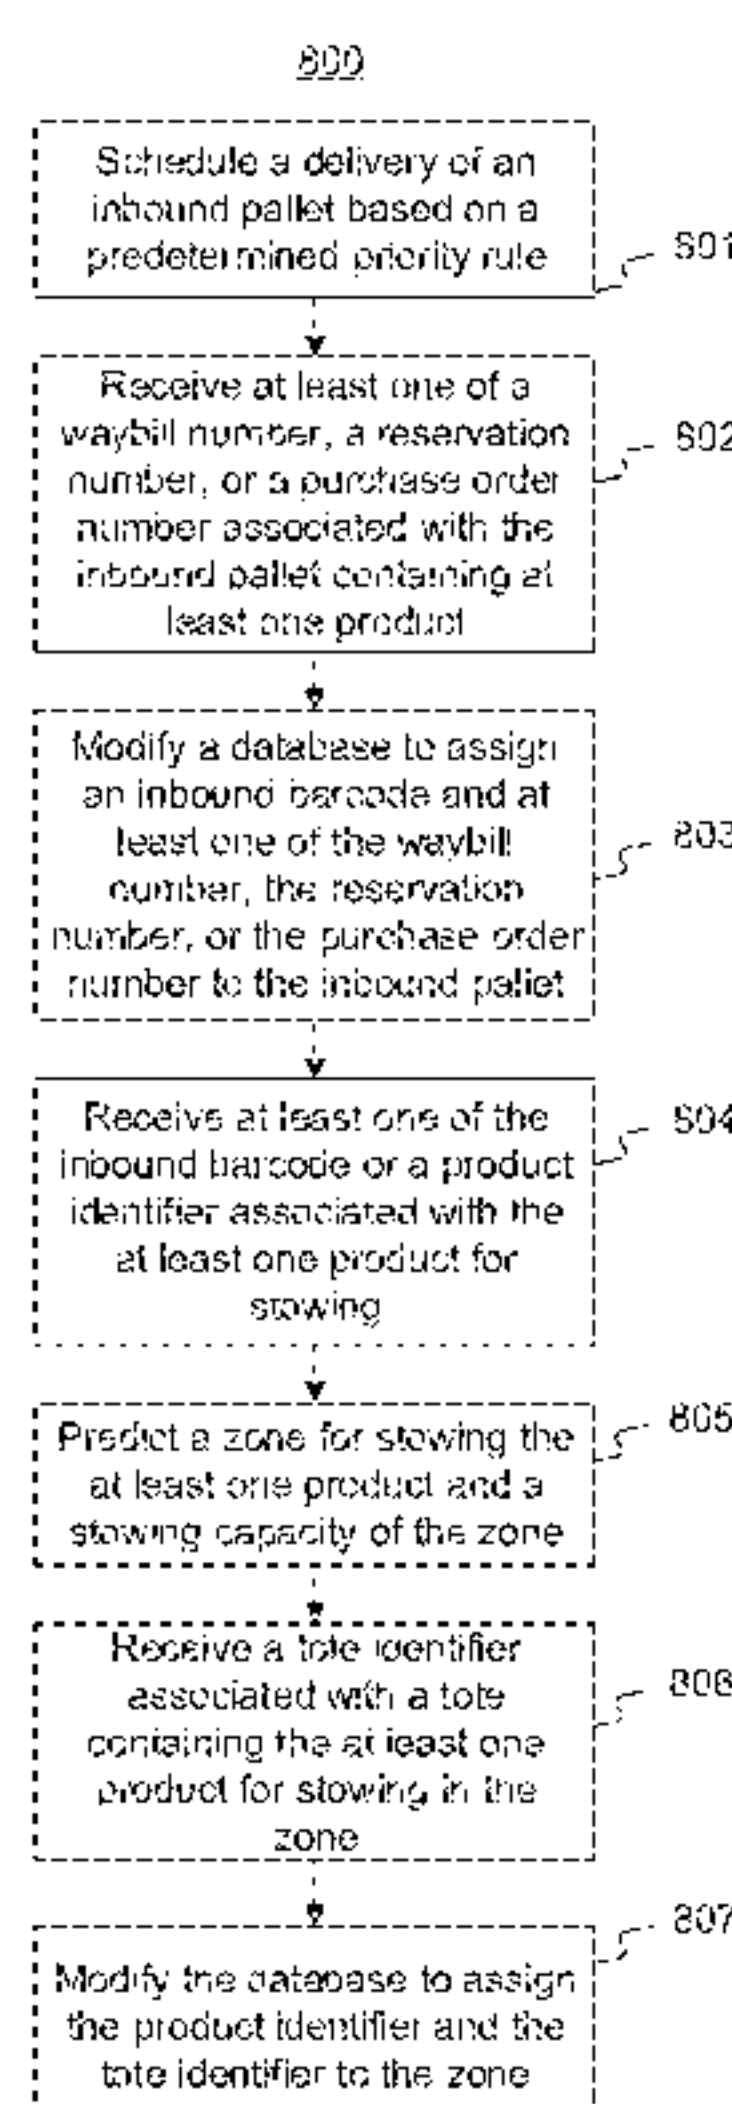 800
Schedule a delivery of an
inbound pallet based on a
predetermined priority rule
801
Receive at least one of a
waybill number, a reservation
number, or a purchase order
number associated with the
inbound pallet containing at
least one product
802
Modify a database to assign
an inbound barcode and at
least one of the waybill
number, the reservation
number, or the purchase order
number to the inbound pallet
803
Receive at least one of the
inbound barcode or a product
identifier associated with the
at least one product for
stowing
804
Predict a zone for stowing the
at least one product and a
stowing capacity of the zone
805
Receive a tote identifier
associated with a tote
containing the at least one
product for stowing in the
zone
806
Modify the database to assign
the product identifier and the
tote identifier to the zone
807